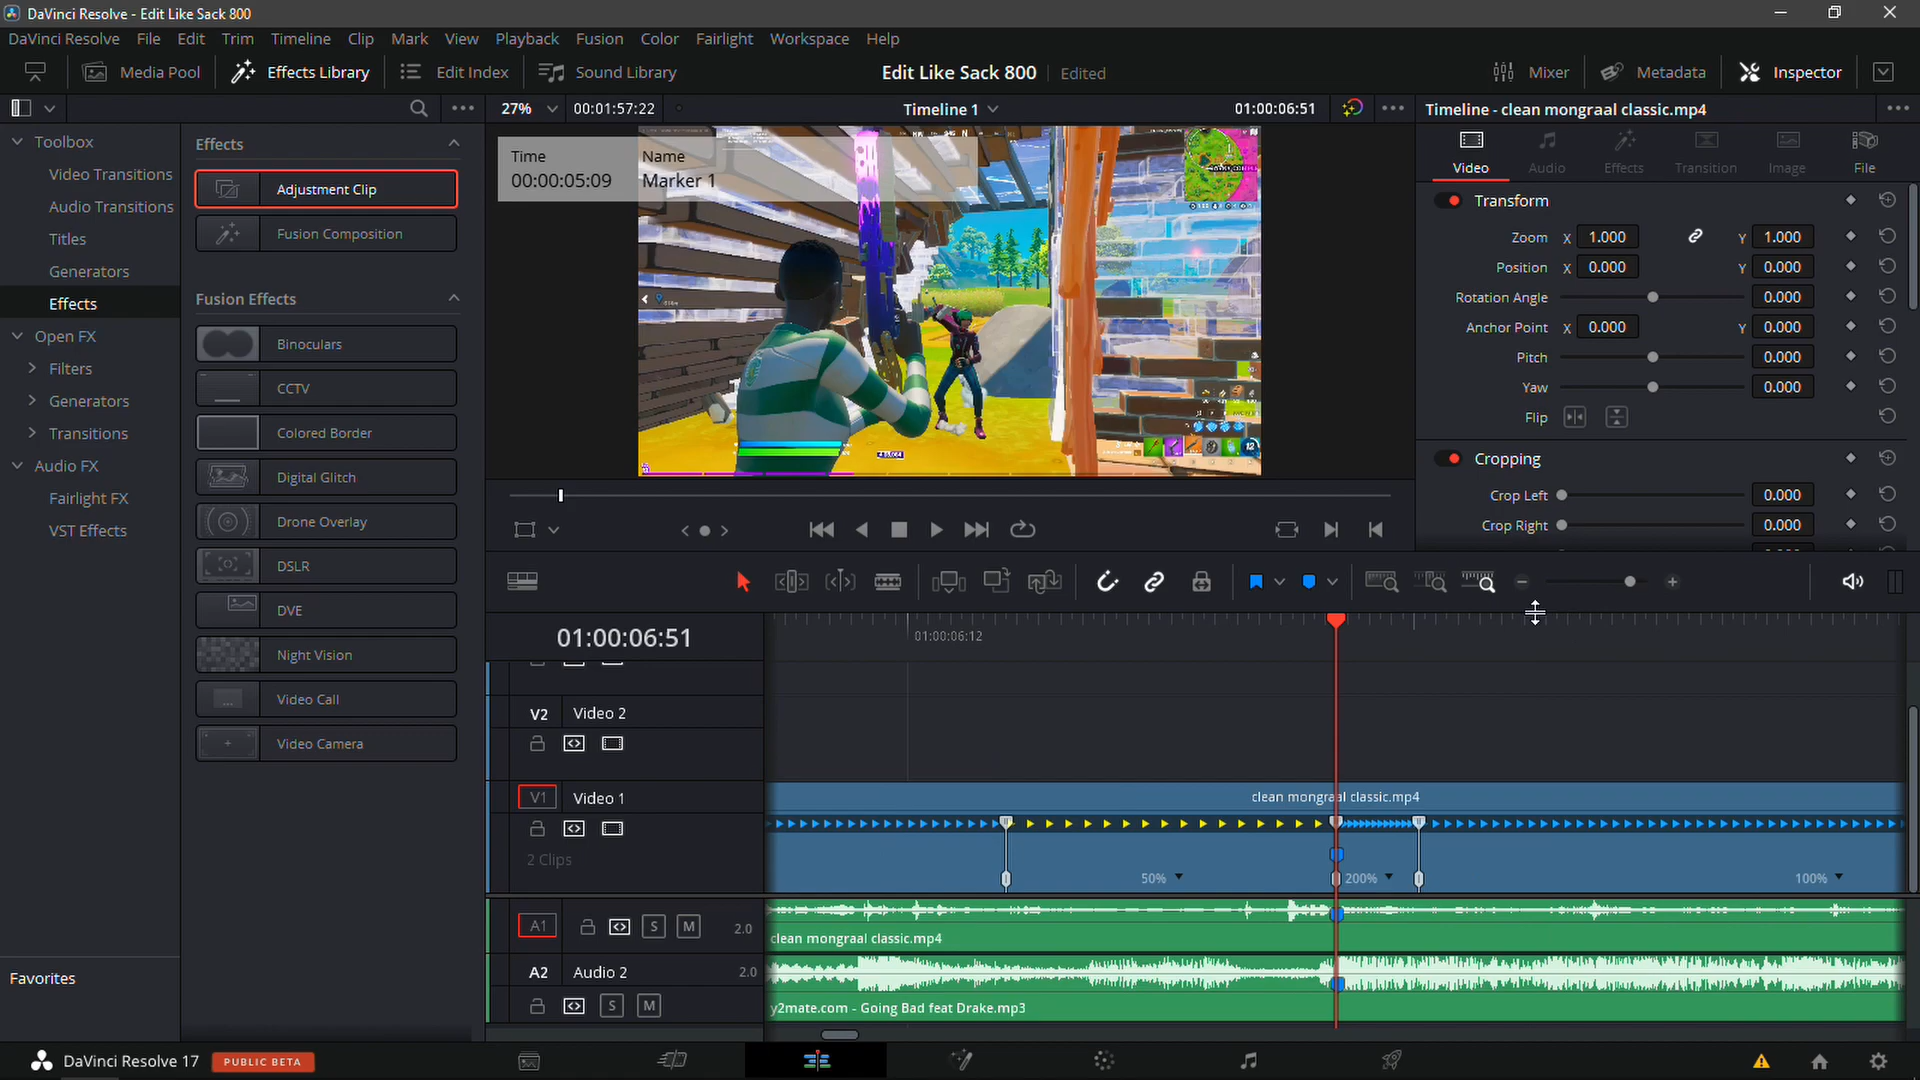 DaVinci Resolve - Edit Like Sack 800
DaVinci Resolve File Edit Trim Timeline Clip Mark View Playback Fusion Color Fairlight Workspace Help
Media Pool Effects Library Edit Index Sound Library Edit Like Sack 800 Edited Mixer Metadata Inspector
27% 00:01:57:22 Timeline 1 01:00:06:51 Timeline - clean mongraal classic.mp4
Toolbox
Video Transitions
Audio Transitions
Titles
Generators
Effects
Open FX
Filters
Generators
Transitions
Audio FX
Fairlight FX
VST Effects
Favorites
Effects
Adjustment Clip
Fusion Composition
Fusion Effects
Binoculars
CCTV
Colored Border
Digital Glitch
Drone Overlay
DSLR
DVE
Night Vision
Video Call
Video Camera
Time Name
00:00:05:09 Marker 1
Video Audio Effects Transition Image File
Transform
Zoom X 1.000 Y 1.000
Position X 0.000 Y 0.000
Rotation Angle 0.000
Anchor Point X 0.000 Y 0.000
Pitch 0.000
Yaw 0.000
Flip
Cropping
Crop Left 0.000
Crop Right 0.000
01:00:06:51 01:00:06:12
V2 Video 2
V1 Video 1 clean mongraal classic.mp4
2 Clips
50% 200% 100%
A1 S M 2.0
clean mongraal classic.mp4
A2 Audio 2 2.0
S M
y2mate.com - Going Bad feat Drake.mp3
DaVinci Resolve 17 PUBLIC BETA